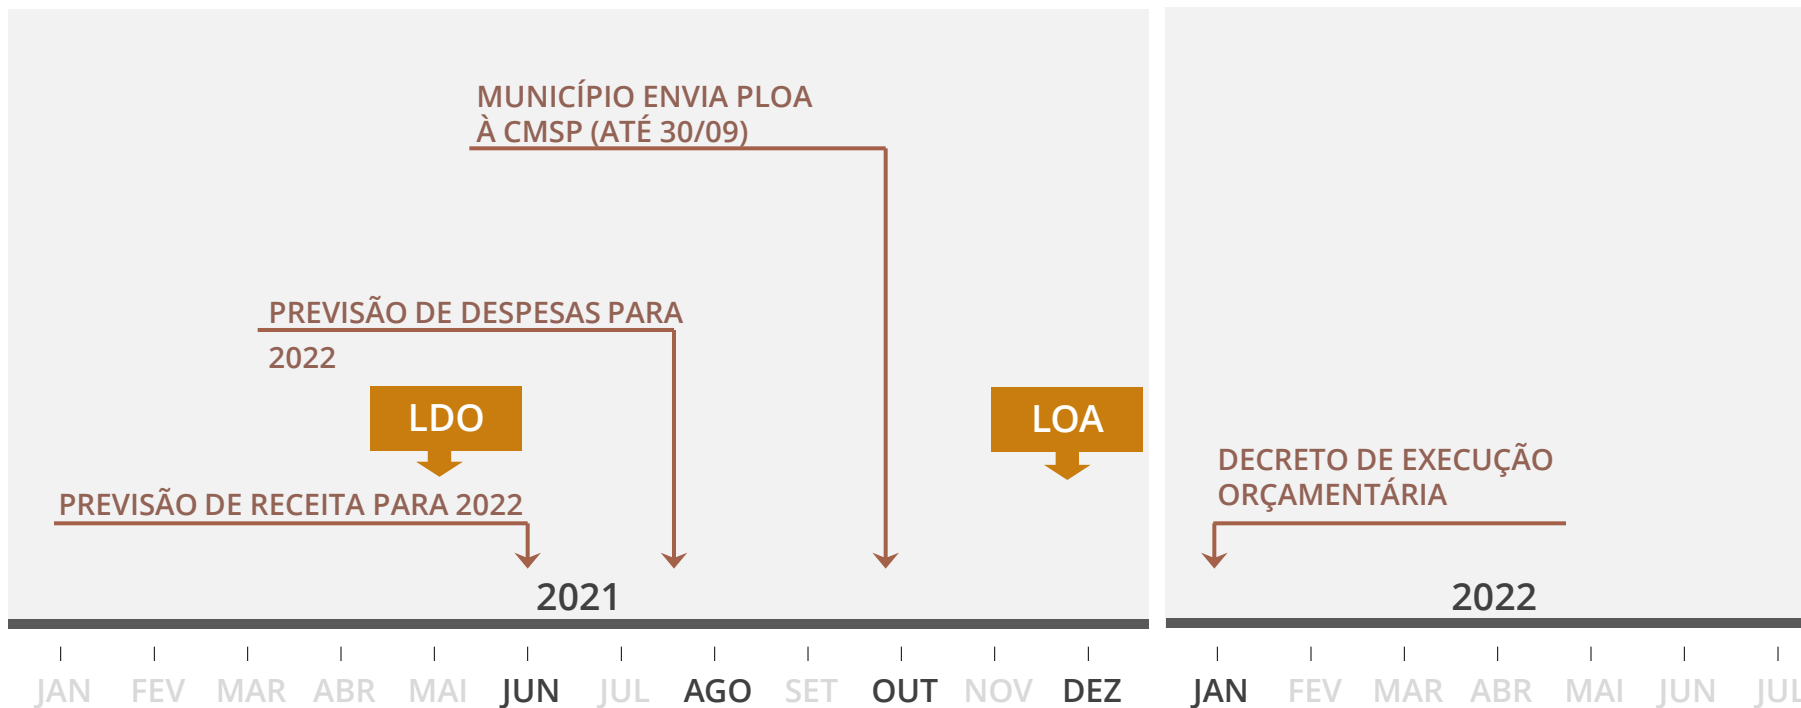 MUNICÍPIO ENVIA PLOA
À CMSP (ATÉ 30/09)
PREVISÃO DE DESPESAS PARA
2022
LDO
LOA
PREVISÃO DE RECEITA PARA 2022
DECRETO DE EXECUÇÃO
ORÇAMENTÁRIA
2021
2022
JAN FEV MAR ABR MAI JUN JUL AGO SET OUT NOV DEZ JAN FEV MAR ABR MAI JUN JUL